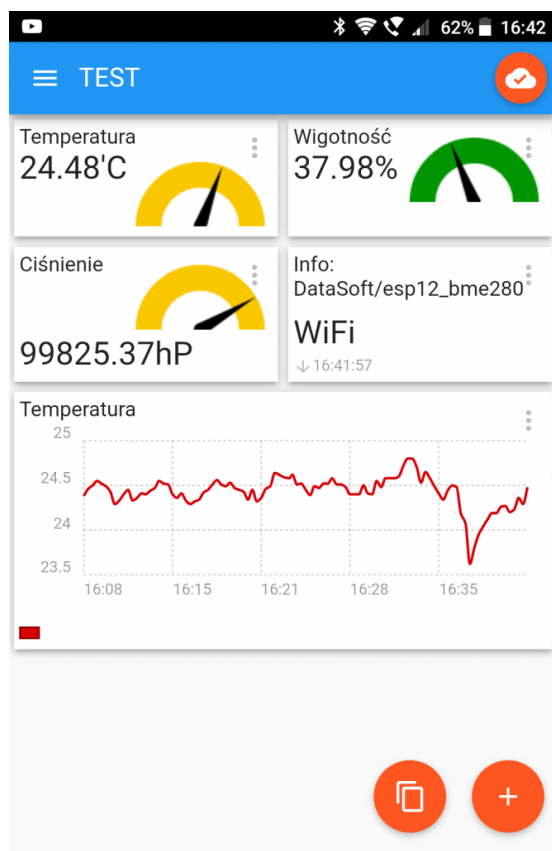 62% 16:42
TEST
Temperatura
24.48'C
Wigotność
37.98%
Ciśnienie
99825.37hP
Info:
DataSoft/esp12_bme280
WiFi
16:41:57
Temperatura
25
24.5
24
23.5
16:08 16:15 16:21 16:28 16:35